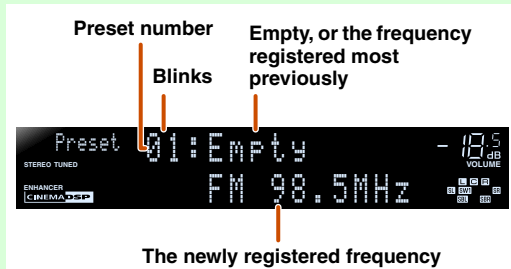 Preset number
Blinks
Empty, or the frequency
registered most
previously
Preset 01:Empty -18.5
dB
VOLUME
STEREO TUNED
ENHANCER
CINEMA DSP
FM 98.5MHz
L C R
SL SW1 SR
SBL SBR
The newly registered frequency